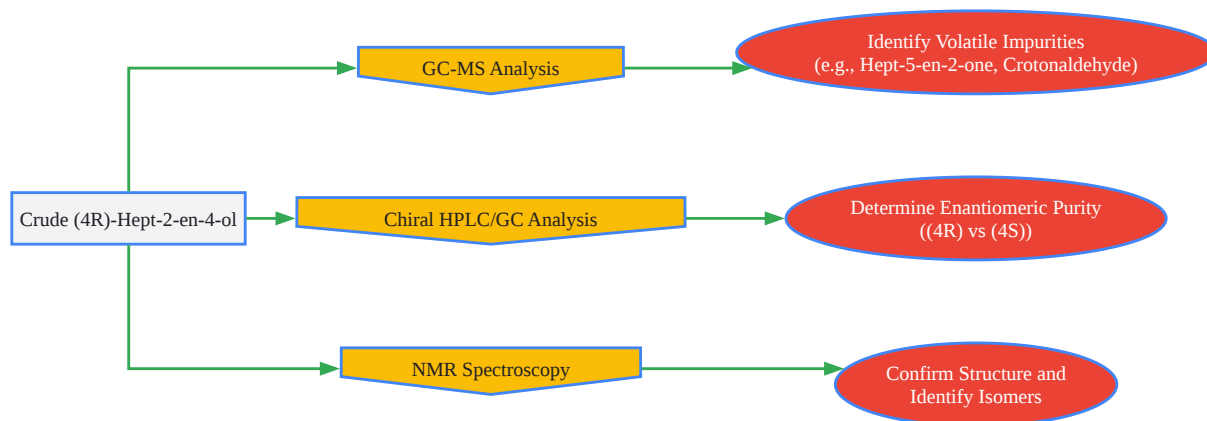 GC-MS Analysis
Identify Volatile Impurities
(e.g., Hept-5-en-2-one, Crotonaldehyde)
Crude (4R)-Hept-2-en-4-ol
Chiral HPLC/GC Analysis
Determine Enantiomeric Purity
((4R) vs (4S))
NMR Spectroscopy
Confirm Structure and
Identify Isomers